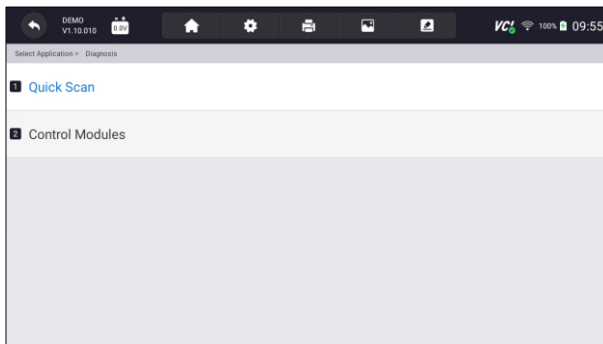 DEMO
V1.10.010
0.0V
VCI
100%
09:55
Select Application > Diagnosis
1 Quick Scan
2 Control Modules